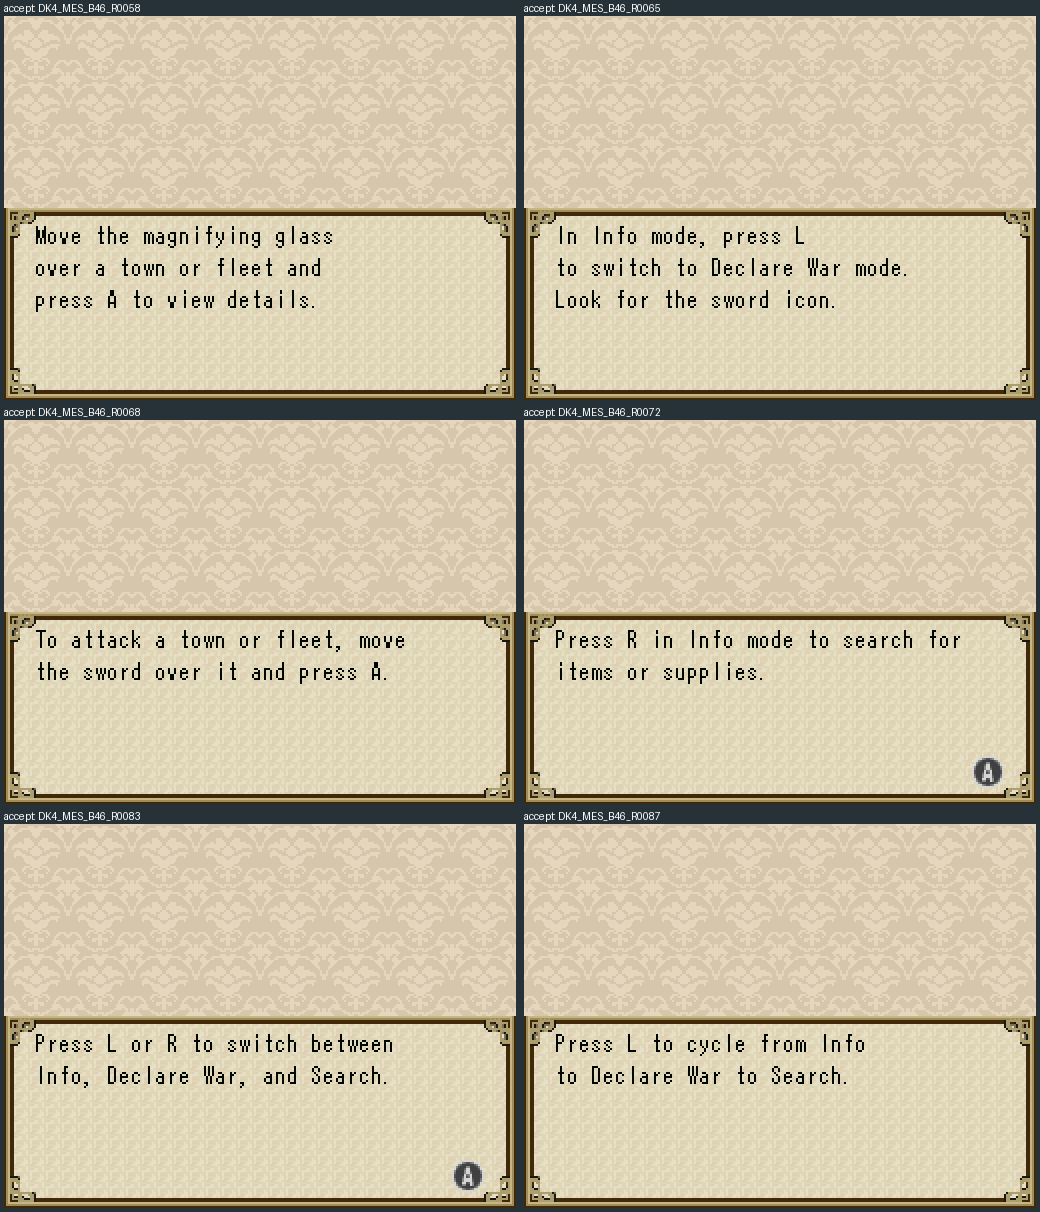 accept DK4_MES_B46_R0058
Move the magnifying glass
over a town or fleet and
press A to view details.
accept DK4_MES_B46_R0065
In Info mode, press L
to switch to Declare War mode.
Look for the sword icon.
accept DK4_MES_B46_R0068
To attack a town or fleet, move
the sword over it and press A.
accept DK4_MES_B46_R0072
Press R in Info mode to search for
items or supplies.
A
accept DK4_MES_B46_R0083
Press L or R to switch between
Info, Declare War, and Search.
A
accept DK4_MES_B46_R0087
Press L to cycle from Info
to Declare War to Search.